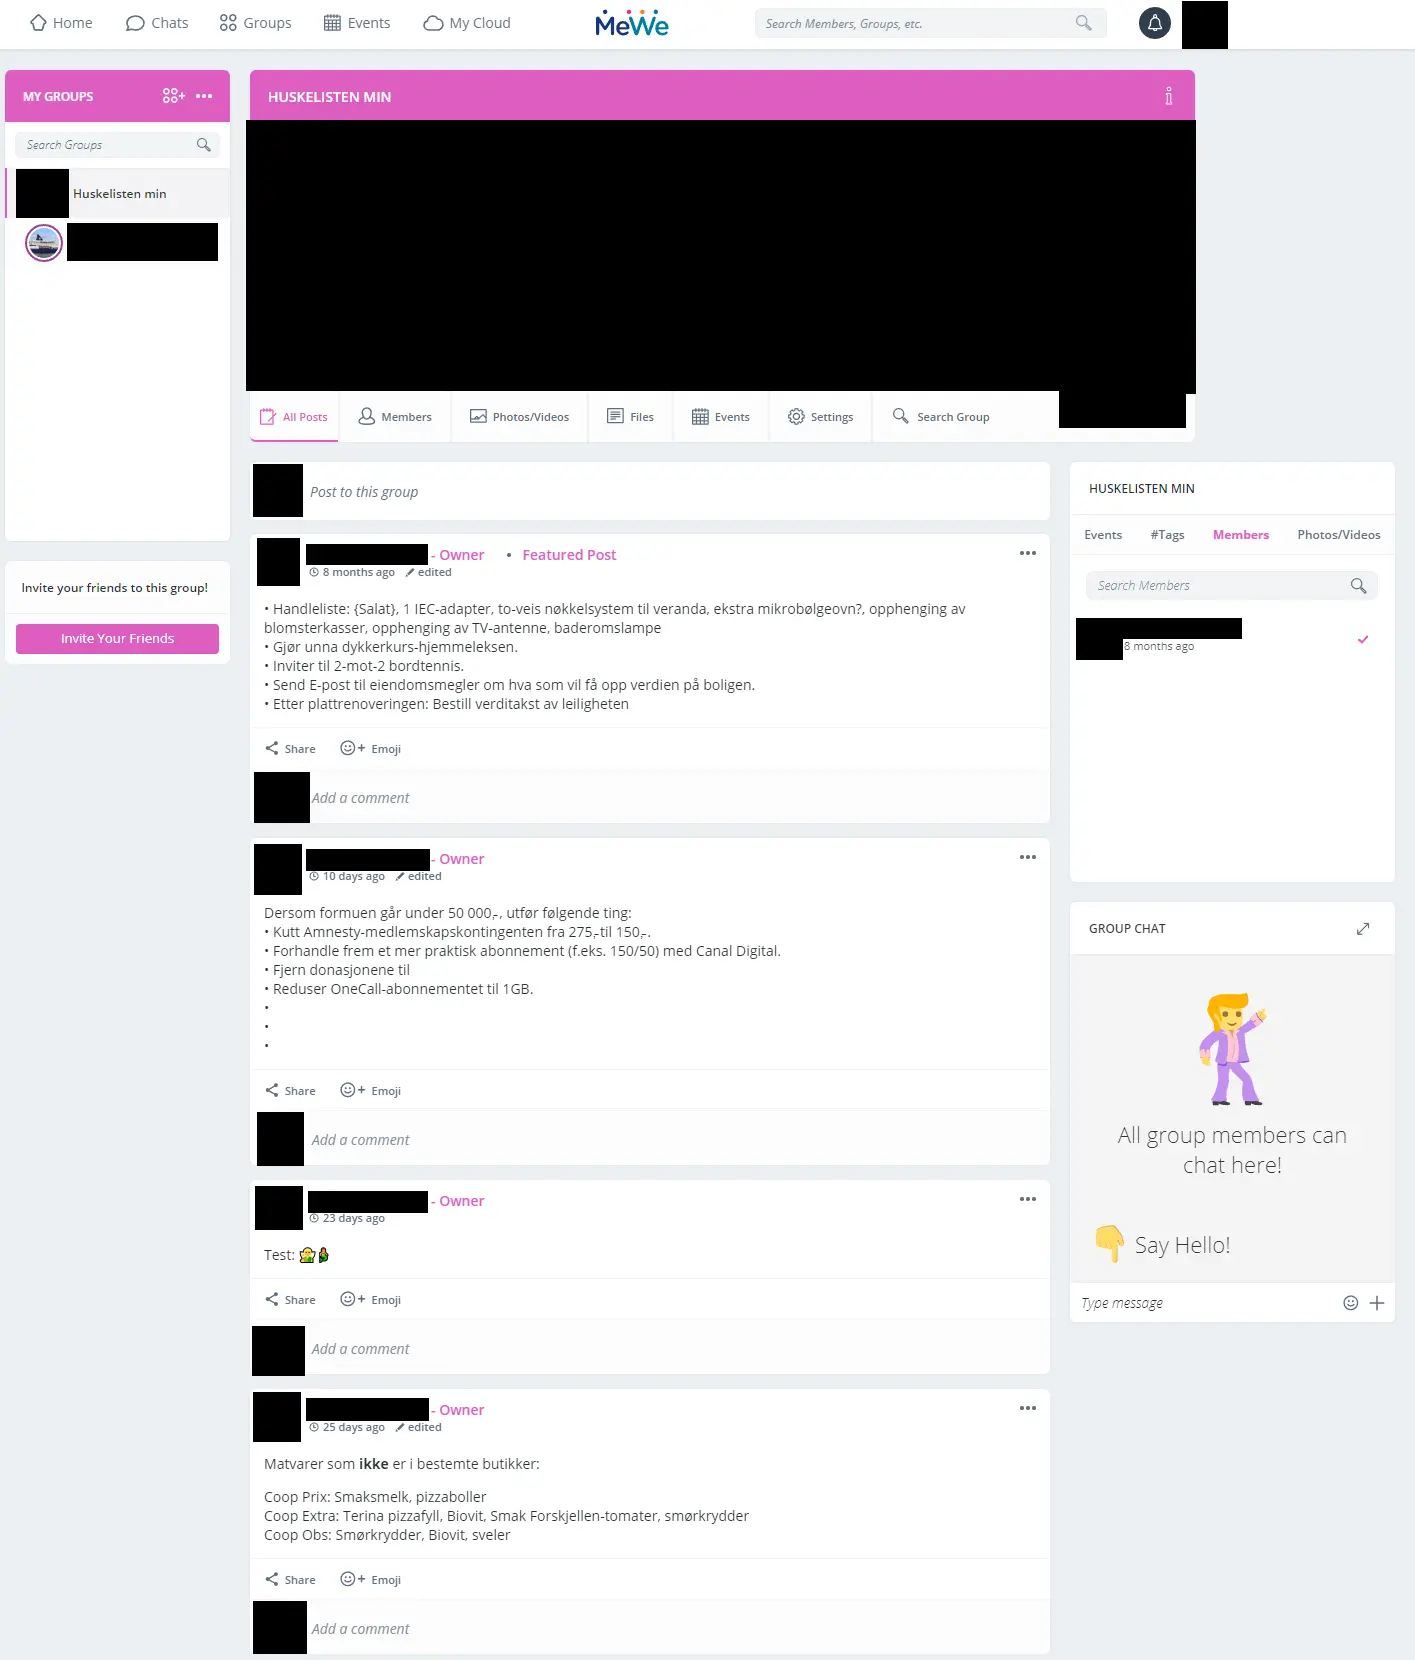 Home
Chats
Groups
Events
My Cloud
MeWe
Search Members, Groups, etc.
MY GROUPS
Search Groups
Huskelisten min
Invite your friends to this group!
Invite Your Friends
HUSKELISTEN MIN
All Posts
Members
Photos/Videos
Files
Events
Settings
Search Group
Post to this group
- Owner • Featured Post
8 months ago edited
• Handleliste: {Salat}, 1 IEC-adapter, to-veis nøkkelsystem til veranda, ekstra mikrobølgeovn?, opphenging av
blomsterkasser, opphenging av TV-antenne, baderomslampe
• Gjør unna dykkerkurs-hjemmeleksen.
• Inviter til 2-mot-2 bordtennis.
• Send E-post til eiendomsmegler om hva som vil få opp verdien på boligen.
• Etter plattrenoveringen: Bestill verditakst av leiligheten
Share
Emoji
Add a comment
- Owner
10 days ago edited
Dersom formuen går under 50 000,-, utfør følgende ting:
• Kutt Amnesty-medlemskapskontingenten fra 275,-til 150,-.
• Forhandle frem et mer praktisk abonnement (f.eks. 150/50) med Canal Digital.
• Fjern donasjonene til
• Reduser OneCall-abonnementet til 1GB.
•
•
•
Share
Emoji
Add a comment
- Owner
23 days ago
Test:
Share
Emoji
Add a comment
- Owner
25 days ago edited
Matvarer som ikke er i bestemte butikker:
Coop Prix: Smaksmelk, pizzaboller
Coop Extra: Terina pizzafyll, Biovit, Smak Forskjellen-tomater, smørkrydder
Coop Obs: Smørkrydder, Biovit, sveler
Share
Emoji
Add a comment
HUSKELISTEN MIN
Events
#Tags
Members
Photos/Videos
Search Members
8 months ago
GROUP CHAT
All group members can
chat here!
Say Hello!
Type message